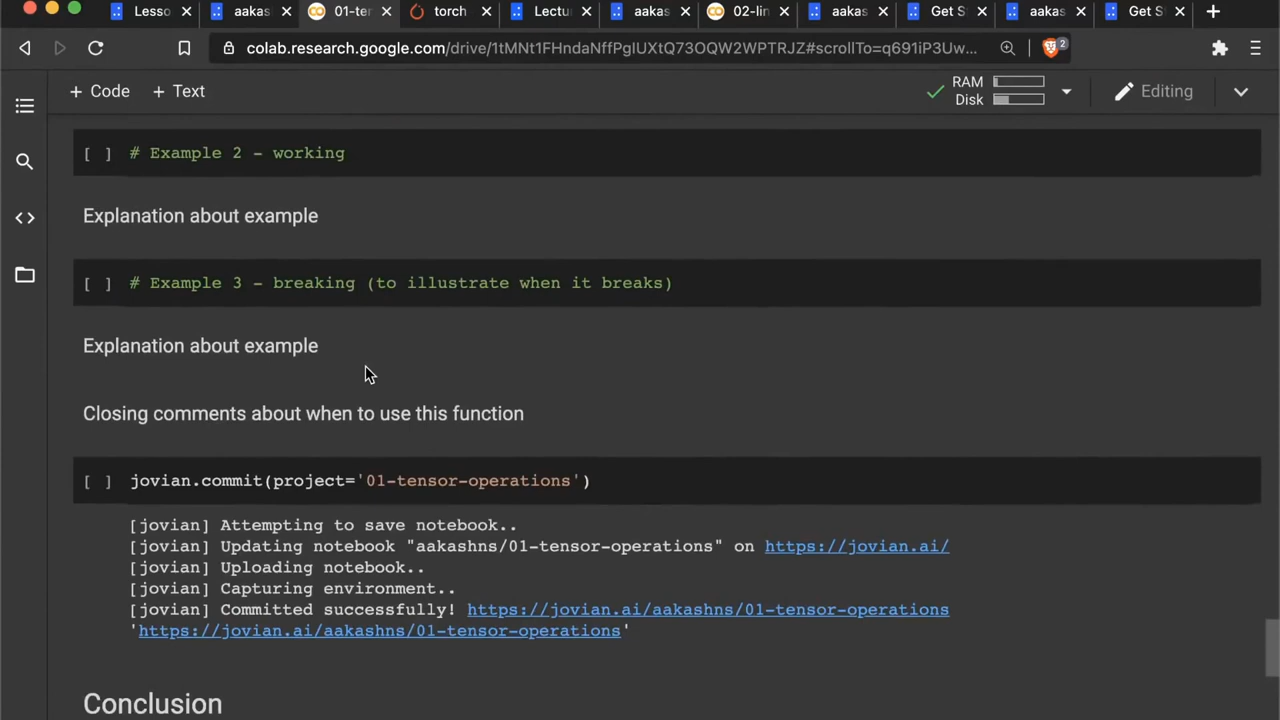 Lesso
aakas
01-ter
torch
Lectu
aakas
02-lin
aakas
Get S
aakas
Get S
colab.research.google.com/drive/1tMNt1FHndaNffPglUXtQ73OQW2WPTRJZ#scrollTo=q691iP3Uw...
2
+ Code + Text
RAM
Disk
Editing
[ ] # Example 2 - working
Explanation about example
[ ] # Example 3 - breaking (to illustrate when it breaks)
Explanation about example
Closing comments about when to use this function
[ ] jovian.commit(project='01-tensor-operations')
[jovian] Attempting to save notebook..
[jovian] Updating notebook "aakashns/01-tensor-operations" on https://jovian.ai/
[jovian] Uploading notebook..
[jovian] Capturing environment..
[jovian] Committed successfully! https://jovian.ai/aakashns/01-tensor-operations
'https://jovian.ai/aakashns/01-tensor-operations'
Conclusion